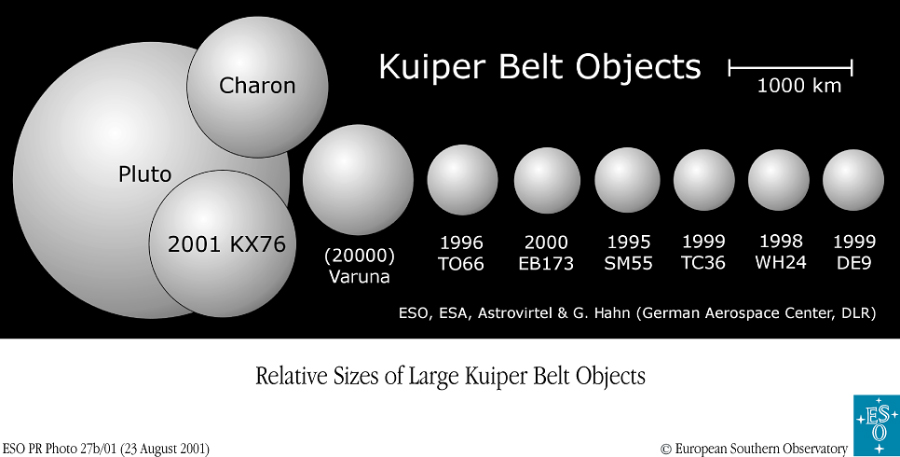 Kuiper Belt Objects
1000 km
Charon
Pluto
2001 KX76
(20000)
Varuna
1996
TO66
2000
EB173
1995
SM55
1999
TC36
1998
WH24
1999
DE9
ESO, ESA, Astrovirtel & G. Hahn (German Aerospace Center, DLR)
Relative Sizes of Large Kuiper Belt Objects
ESO PR Photo 27b/01 (23 August 2001)
© European Southern Observatory
ESO